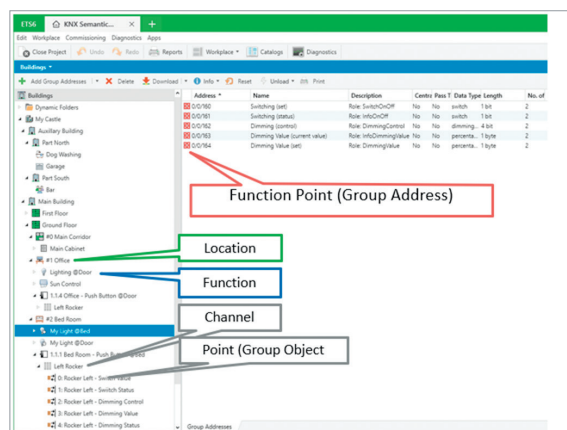 ETS6 KNX Semantic... × +
Edit Workplace Commissioning Diagnostics Apps
Close Project Undo Redo Reports Workplace Catalogs Diagnostics
Buildings
Add Group Addresses Delete Download Info Reset Unload Print
Buildings
Dynamic Folders
My Castle
Auxillary Building
Part North
Dog Washing
Garage
Part South
Bar
Main Building
First Floor
Ground Floor
#0 Main Corridor
Main Cabinet
#1 Office
Lighting @Door
Sun Control
1.1.4 Office - Push Button @Door
Left Rocker
#2 Bed Room
My Light @Bed
My Light @Door
1.1.1 Bed Room - Push Button @Bed
Left Rocker
0: Rocker Left - Switch Value
1: Rocker Left - Switch Status
2: Rocker Left - Dimming Control
3: Rocker Left - Dimming Value
4: Rocker Left - Dimming Status
Address Name Description Centra Pass T Data Type Length No. of
0/0/160 Switching (set) Role: SwitchOnOff No No switch 1 bit 2
0/0/161 Switching (status) Role: InfoOnOff No No switch 1 bit 2
0/0/162 Dimming (control) Role: DimmingControl No No dimming... 4 bit 2
0/0/163 Dimming Value (current value) Role: InfoDimmingValue No No percenta... 1 byte 2
0/0/164 Dimming Value (set) Role: DimmingValue No No percenta... 1 byte 2
Function Point (Group Address)
Location
Function
Channel
Point (Group Object
Group Addresses